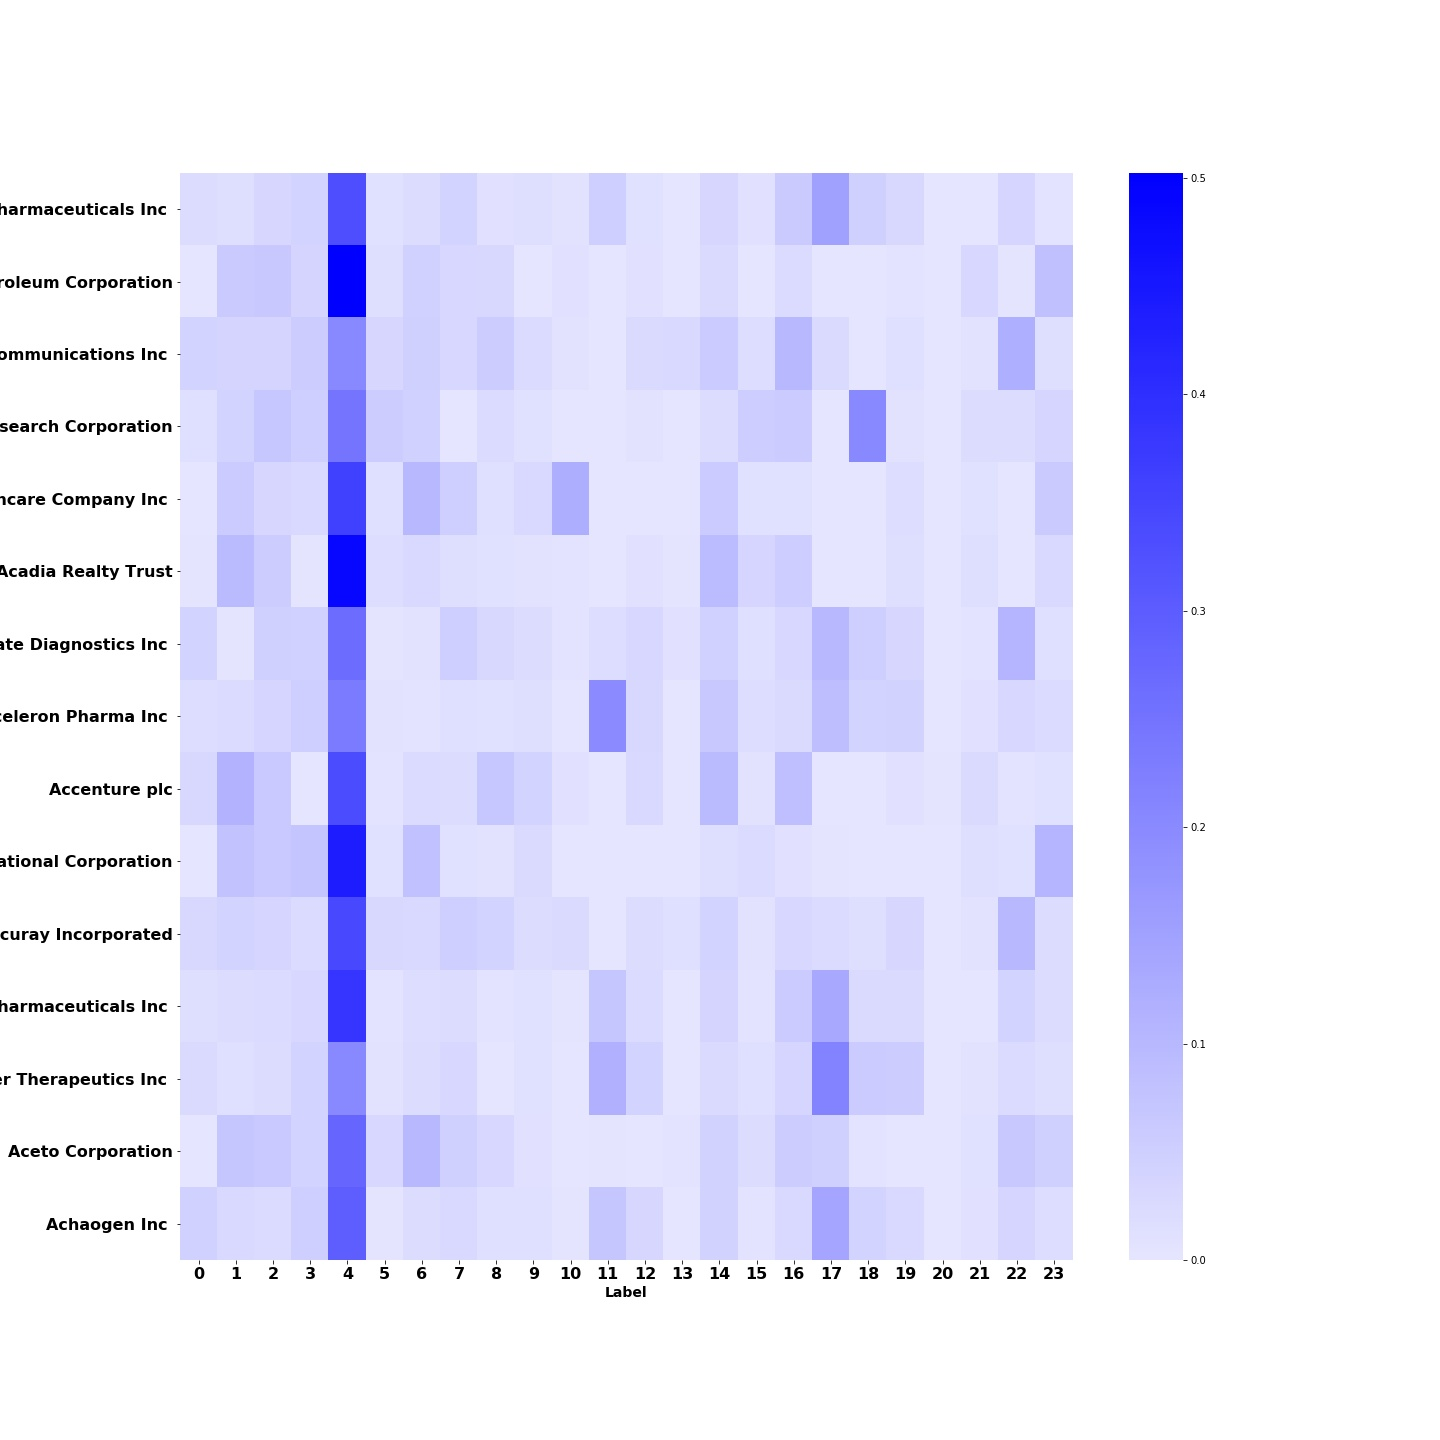 harmaceuticals Inc
roleum Corporation
ommunications Inc
search Corporation
hcare Company Inc
Acadia Realty Trust
ate Diagnostics Inc
celeron Pharma Inc
Accenture plc
ational Corporation
curay Incorporated
harmaceuticals Inc
er Therapeutics Inc
Aceto Corporation
Achaogen Inc
0 1 2 3 4 5 6 7 8 9 10 11 12 13 14 15 16 17 18 19 20 21 22 23
Label
0.5
0.4
0.3
0.2
0.1
0.0